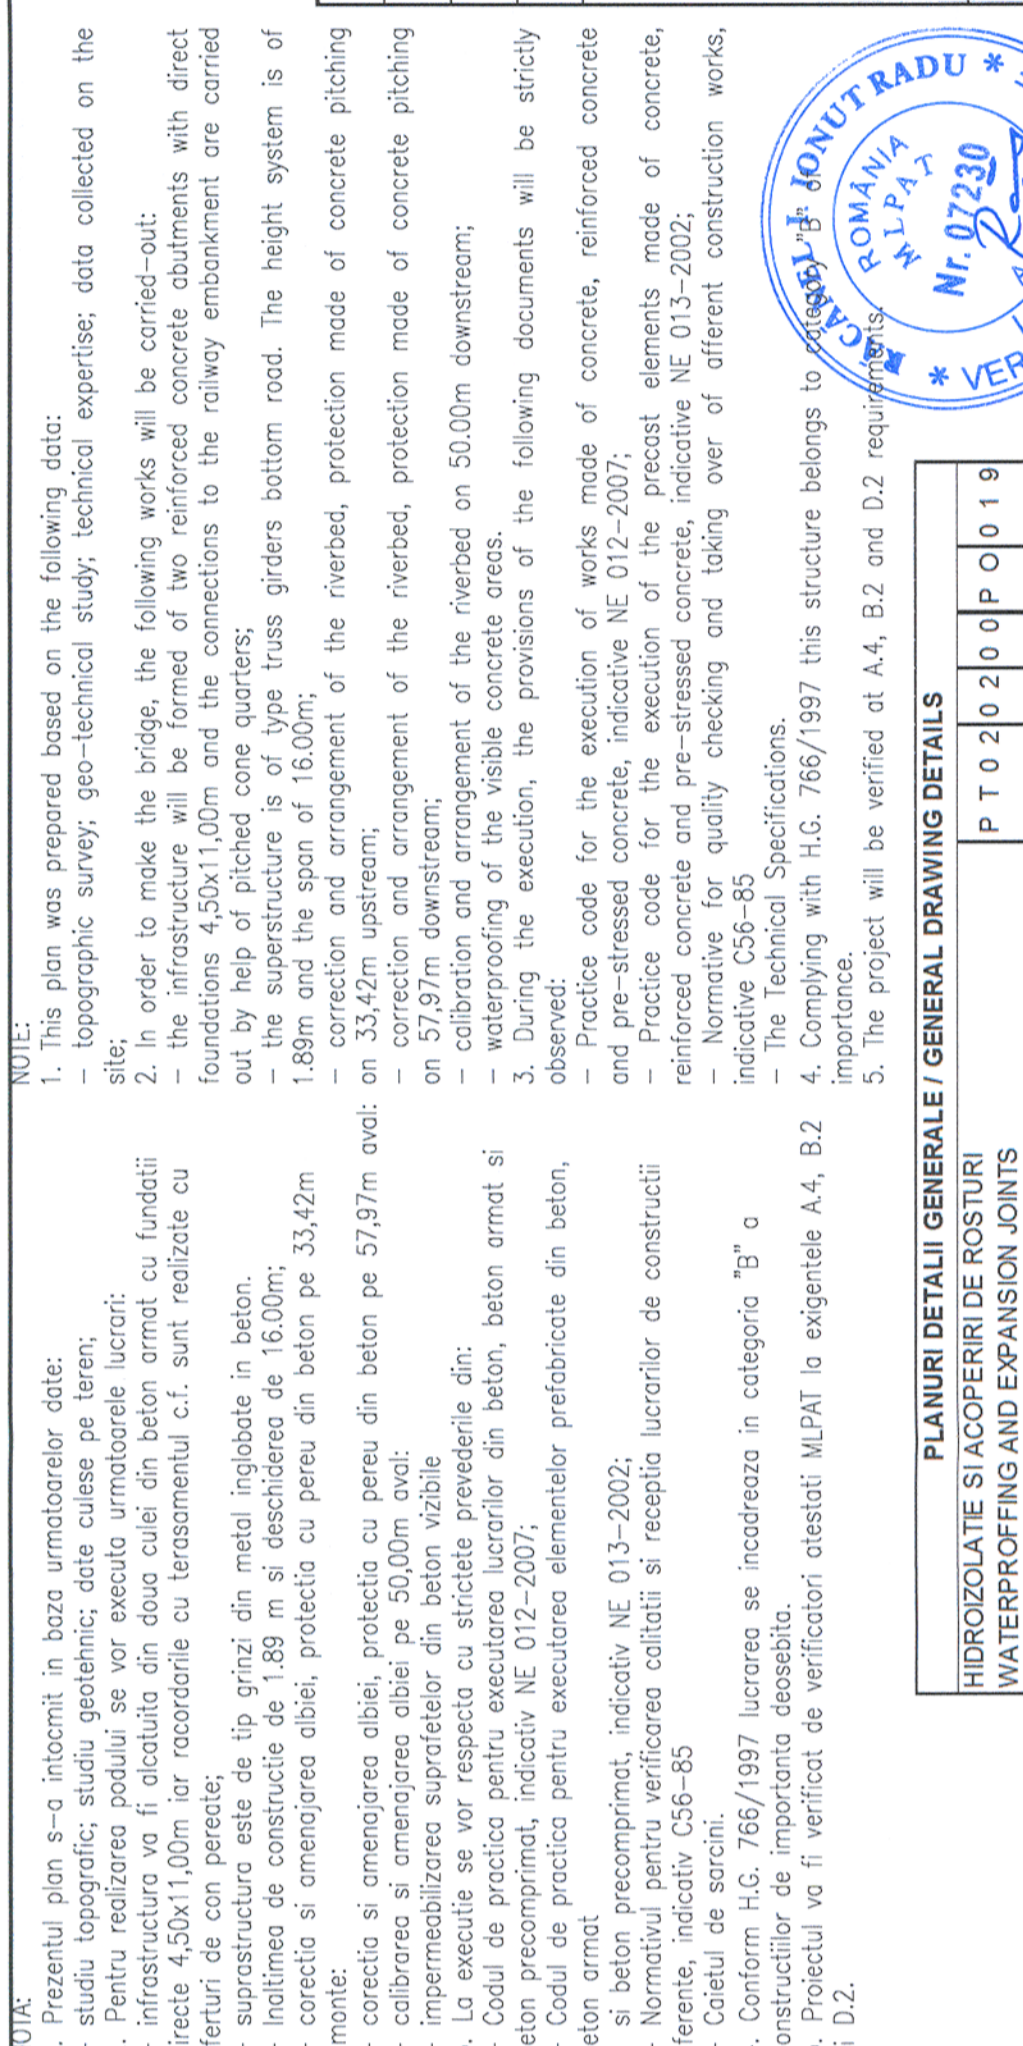 OTA:
. Prezentul plan s-a intocmit in baza urmatoarelor date:
- studiu topografic; studiu geotehnic; date culese pe teren;
. Pentru realizarea podului se vor executa urmatoarele lucrari:
- infrastructura va fi alcatuita din doua culei din beton armat cu fundatii
irecte 4,50x11,00m iar racordarile cu terasamentul c.f. sunt realizate cu
ferturi de con pereate;
- suprastructura este de tip grinzi din metal inglobate in beton.
- Inaltimea de constructie de 1.89 m si deschiderea de 16.00m;
- corectia si amenajarea albiei, protectia cu pereu din beton pe 33,42m
monte:
- corectia si amenajarea albiei, protectia cu pereu din beton pe 57,97m aval:
- calibrarea si amenajarea albiei pe 50,00m aval:
- impermeabilizarea suprafetelor din beton vizibile
. La executie se vor respecta cu strictete prevederile din:
- Codul de practica pentru executarea lucrarilor din beton, beton armat si
eton precomprimat, indicativ NE 012-2007;
- Codul de practica pentru executarea elementelor prefabricate din beton,
eton armat
si beton precomprimat, indicativ NE 013-2002;
- Normativul pentru verificarea calitatii si receptia lucrarilor de constructii
ferente, indicativ C56-85
- Caietul de sarcini.
. Conform H.G. 766/1997 lucrarea se incadreaza in categoria "B" a
onstructiilor de importanta deosebita.
. Proiectul va fi verificat de verificatori atestati MLPAT la exigentele A.4, B.2
i D.2.
NOTE:
1. This plan was prepared based on the following data:
- topographic survey; geo-technical study; technical expertise; data collected on the
site;
2. In order to make the bridge, the following works will be carried-out:
- the infrastructure will be formed of two reinforced concrete abutments with direct
foundations 4,50x11,00m and the connections to the railway embankment are carried
out by help of pitched cone quarters;
- the superstructure is of type truss girders bottom road. The height system is of
1.89m and the span of 16.00m;
- correction and arrangement of the riverbed, protection made of concrete pitching
on 33,42m upstream;
- correction and arrangement of the riverbed, protection made of concrete pitching
on 57,97m downstream;
- calibration and arrangement of the riverbed on 50.00m downstream;
- waterproofing of the visible concrete areas.
3. During the execution, the provisions of the following documents will be strictly
observed:
- Practice code for the execution of works made of concrete, reinforced concrete
and pre-stressed concrete, indicative NE 012-2007;
- Practice code for the execution of the precast elements made of concrete,
reinforced concrete and pre-stressed concrete, indicative NE 013-2002;
- Normative for quality checking and taking over of afferent construction works,
indicative C56-85
- The Technical Specifications.
4. Complying with H.G. 766/1997 this structure belongs to category "B" of
importance.
5. The project will be verified at A.4, B.2 and D.2 requirements.
IONUT RADU *
ROMÂNIA
MLPAT
Nr. 07230
* VER
PLANURI DETALII GENERALE / GENERAL DRAWING DETAILS
HIDROIZOLATIE SI ACOPERIRI DE ROSTURI
WATERPROFFING AND EXPANSION JOINTS
P T 0 2 0 2 0 0 P O 0 1 9